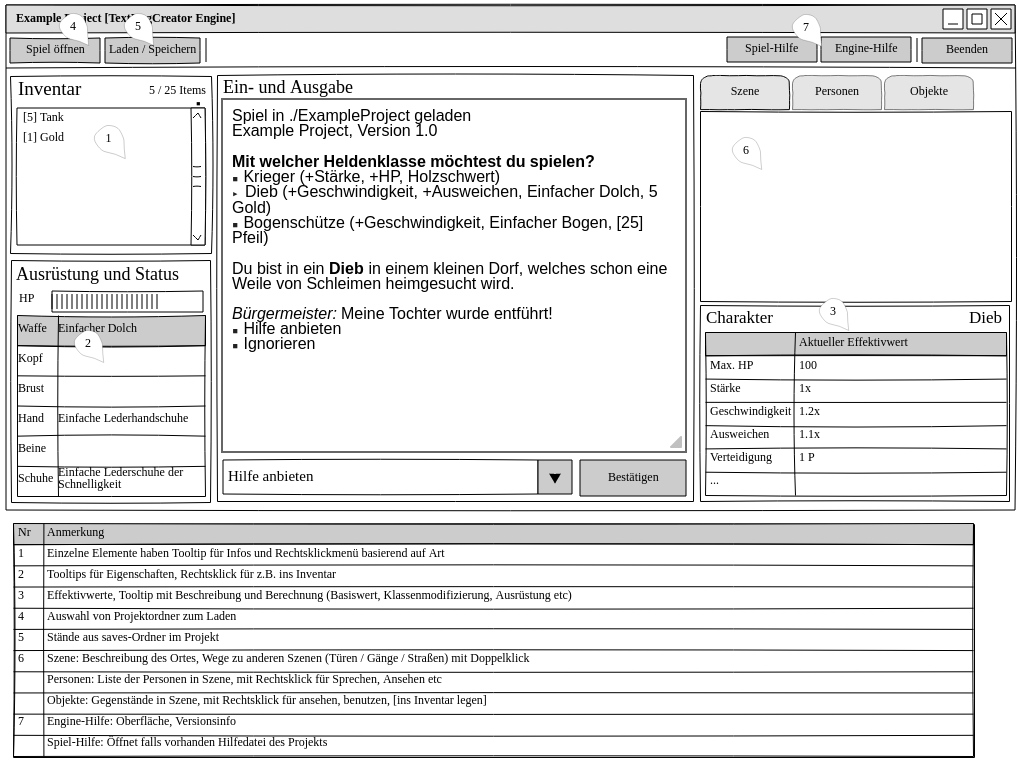 Example Project [TextRPGCreator Engine]
4
5
7
Spiel öffnen
Laden / Speichern
Spiel-Hilfe
Engine-Hilfe
Beenden
Inventar
5 / 25 Items
[5] Tank
[1] Gold
1
Ausrüstung und Status
HP
Waffe Einfacher Dolch
2
Kopf
Brust
Hand Einfache Lederhandschuhe
Beine
Schuhe Einfache Lederschuhe der
Schnelligkeit
Ein- und Ausgabe
Spiel in ./ExampleProject geladen
Example Project, Version 1.0
Mit welcher Heldenklasse möchtest du spielen?
▪ Krieger (+Stärke, +HP, Holzschwert)
▸ Dieb (+Geschwindigkeit, +Ausweichen, Einfacher Dolch, 5
Gold)
▪ Bogenschütze (+Geschwindigkeit, Einfacher Bogen, [25]
Pfeil)
Du bist in ein Dieb in einem kleinen Dorf, welches schon eine
Weile von Schleimen heimgesucht wird.
Bürgermeister: Meine Tochter wurde entführt!
▪ Hilfe anbieten
▪ Ignorieren
Hilfe anbieten
Bestätigen
Szene
Personen
Objekte
6
3
Charakter
Dieb
Aktueller Effektivwert
Max. HP 100
Stärke 1x
Geschwindigkeit 1.2x
Ausweichen 1.1x
Verteidigung 1 P
...
Nr Anmerkung
1 Einzelne Elemente haben Tooltip für Infos und Rechtsklickmenü basierend auf Art
2 Tooltips für Eigenschaften, Rechtsklick für z.B. ins Inventar
3 Effektivwerte, Tooltip mit Beschreibung und Berechnung (Basiswert, Klassenmodifizierung, Ausrüstung etc)
4 Auswahl von Projektordner zum Laden
5 Stände aus saves-Ordner im Projekt
6 Szene: Beschreibung des Ortes, Wege zu anderen Szenen (Türen / Gänge / Straßen) mit Doppelklick
Personen: Liste der Personen in Szene, mit Rechtsklick für Sprechen, Ansehen etc
Objekte: Gegenstände in Szene, mit Rechtsklick für ansehen, benutzen, [ins Inventar legen]
7 Engine-Hilfe: Oberfläche, Versionsinfo
Spiel-Hilfe: Öffnet falls vorhanden Hilfedatei des Projekts